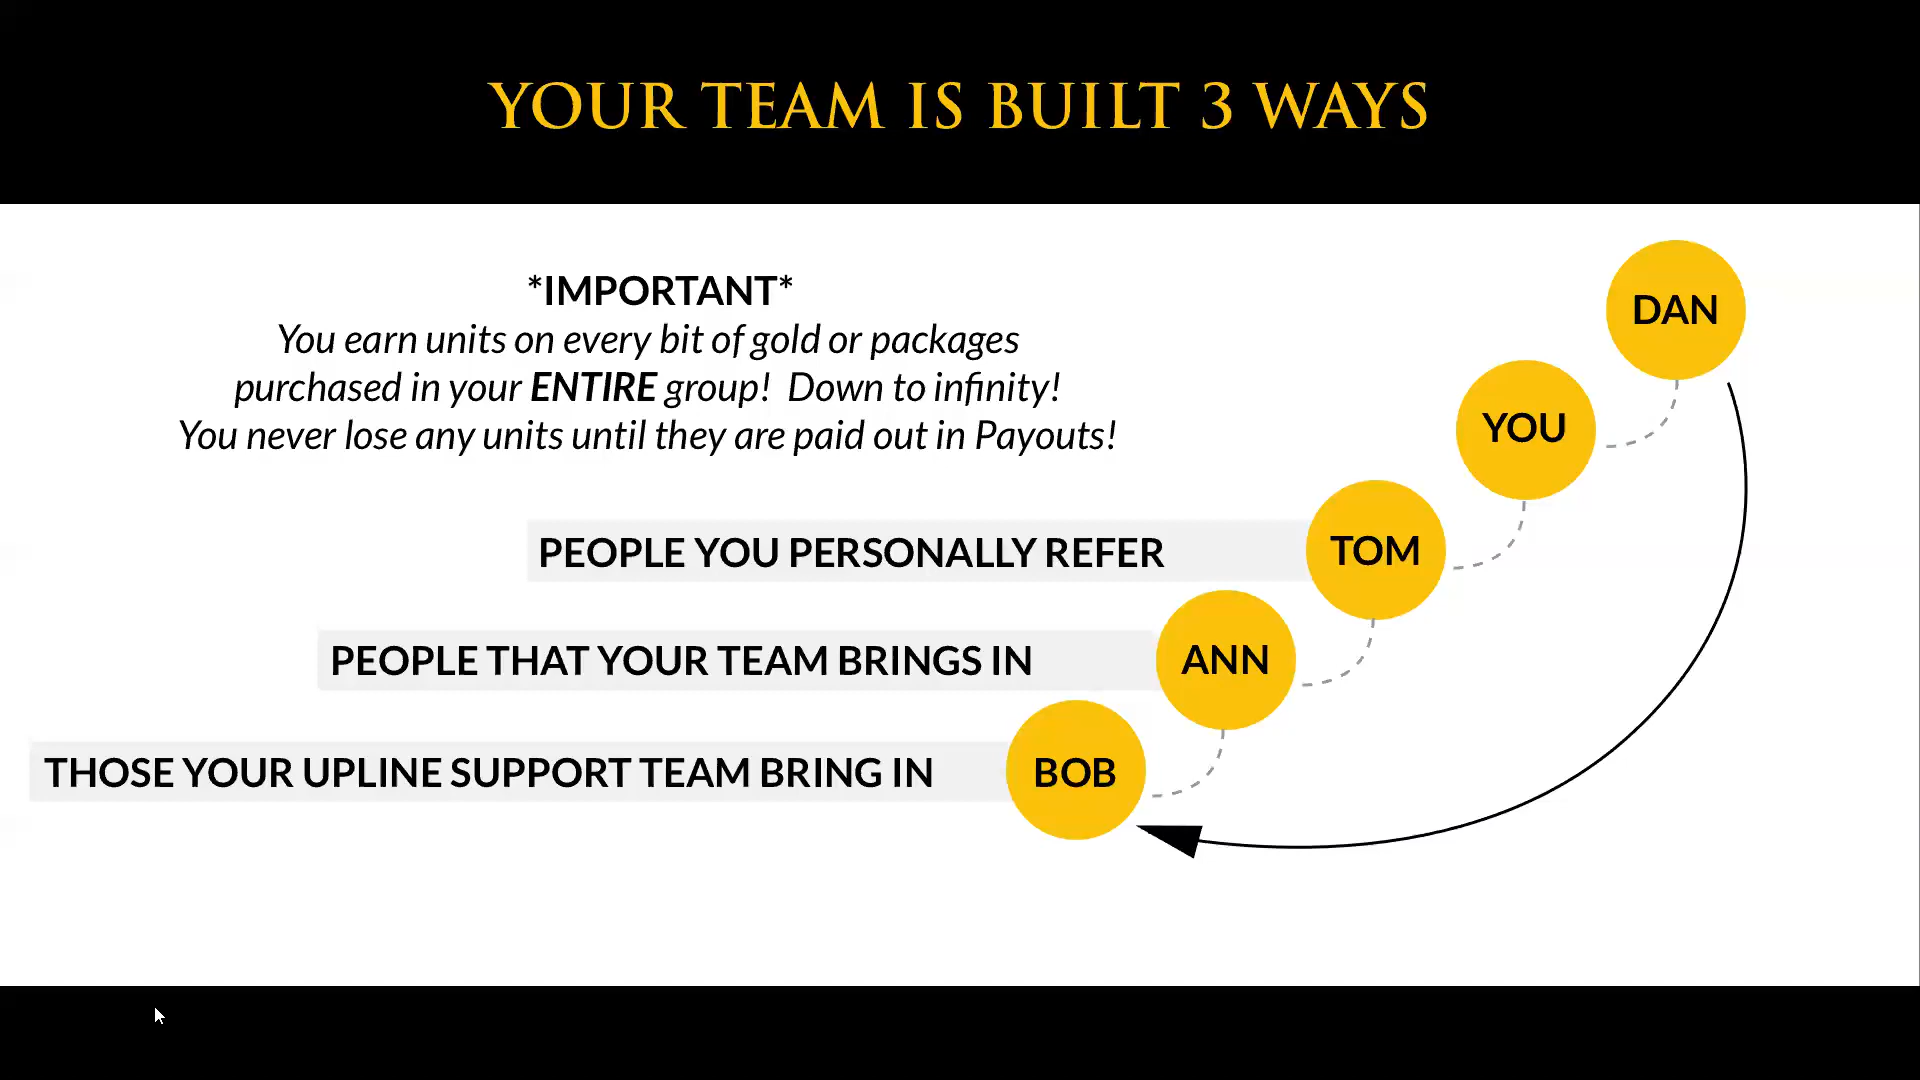 YOUR TEAM IS BUILT 3 WAYS
*IMPORTANT*
You earn units on every bit of gold or packages
purchased in your ENTIRE group! Down to infinity!
You never lose any units until they are paid out in Payouts!
DAN
YOU
PEOPLE YOU PERSONALLY REFER TOM
PEOPLE THAT YOUR TEAM BRINGS IN ANN
THOSE YOUR UPLINE SUPPORT TEAM BRING IN BOB